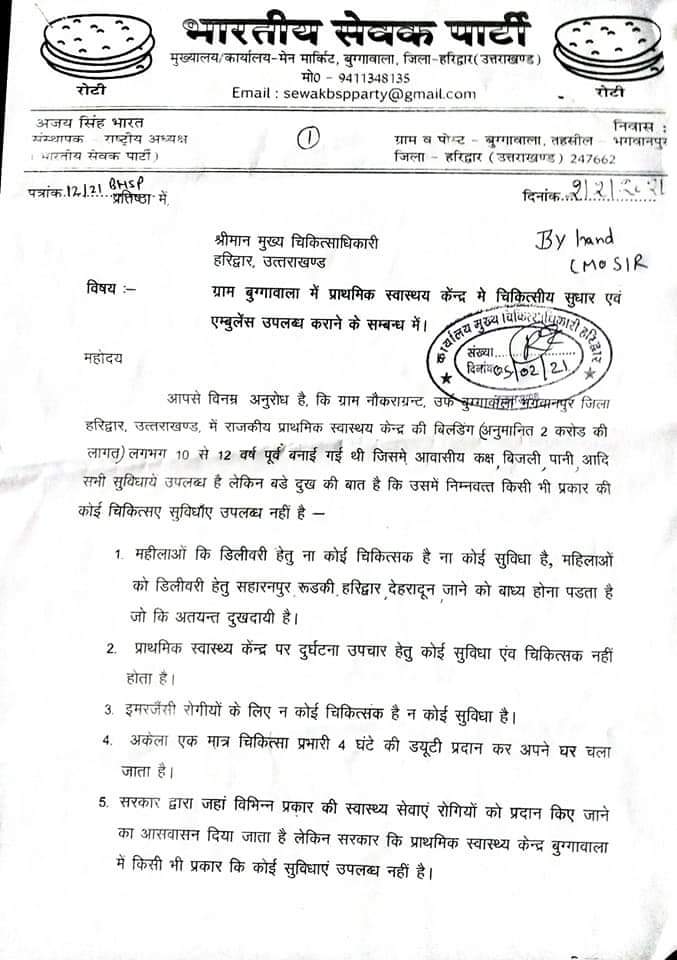 भारतीय सेवक पार्टी
मुख्यालय/कार्यालय-मेन मार्किट, बुग्गावाला, जिला-हरिद्वार( उत्तराखण्ड )
मो0 - 9411348135
Email : sewakbspparty@gmail.com
रोटी
रोटी
अजय सिंह भारत
संस्थापक - राष्ट्रीय अध्यक्ष
( भारतीय सेवक पार्टी)
1
निवास :
ग्राम व पोस्ट - बुग्गावाला, तहसील - भगवानपुर
जिला - हरिद्वार (उत्तराखण्ड) 247662
पत्रांक.12/21 BHSP
प्रतिष्ठा में,
दिनांक...2/2/2021
श्रीमान मुख्य चिकित्साधिकारी
हरिद्वार, उत्तराखण्ड
By hand
CMO SIR
विषय :–
ग्राम बुग्गावाला में प्राथमिक स्वास्थय केंन्द्र मे चिकित्सीय सुधार एवं
एम्बुलेंस उपलब्ध कराने के सम्बन्ध में।
कार्यालय मुख्य चिकित्साधिकारी हरिद्वार
संख्या....
दिनांक 05/02/21
महोदय
आपसे विनम्र अनुरोध है, कि ग्राम नौकराग्रन्ट, उर्फ बुग्गावाला भगवानपुर जिला
हरिद्वार, उत्तराखण्ड, में राजकीय प्राथमिक स्वास्थय केन्द्र की बिलडिंग (अनुमानित 2 करोड की
लागत) लगभग 10 से 12 वर्ष पूर्व बनाई गई थी जिसमे आवासीय कक्ष, बिजली, पानी, आदि
सभी सुविधाये उपलब्ध है लेकिन बडे दुख की बात है कि उसमें निम्नवत्त किसी भी प्रकार की
कोई चिकित्सए सुविधाँए उपलब्ध नहीं है –
1. महीलाओं कि डिलीवरी हेतु ना कोई चिकित्सक है ना कोई सुविधा है, महिलाओं
को डिलीवरी हेतु सहारनपुर, रूडकी, हरिद्वार, देहरादून, जाने को बाध्य होना पडता है
जो कि अतयन्त दुखदायी है।
2. प्राथमिक स्वास्थ्य केंन्द्र पर दुर्घटना उपचार हेतु कोई सुविधा एंव चिकित्सक नहीं
होता है।
3. इमरजैंसी रोगीयों के लिए न कोई चिकित्सक है न कोई सुविधा है।
4. अकेला एक मात्र चिकित्सा प्रभारी 4 घंटे की डयूटी प्रदान कर अपने घर चला
जाता है।
5. सरकार द्वारा जहां विभिन्न प्रकार की स्वास्थ्य सेवाएं रोगियों को प्रदान किए जाने
का आसवासन दिया जाता है लेकिन सरकार कि प्राथमिक स्वास्थ्य केन्द्र बुग्गावाला
में किसी भी प्रकार कि कोई सुविधाएं उपलब्ध नहीं है।